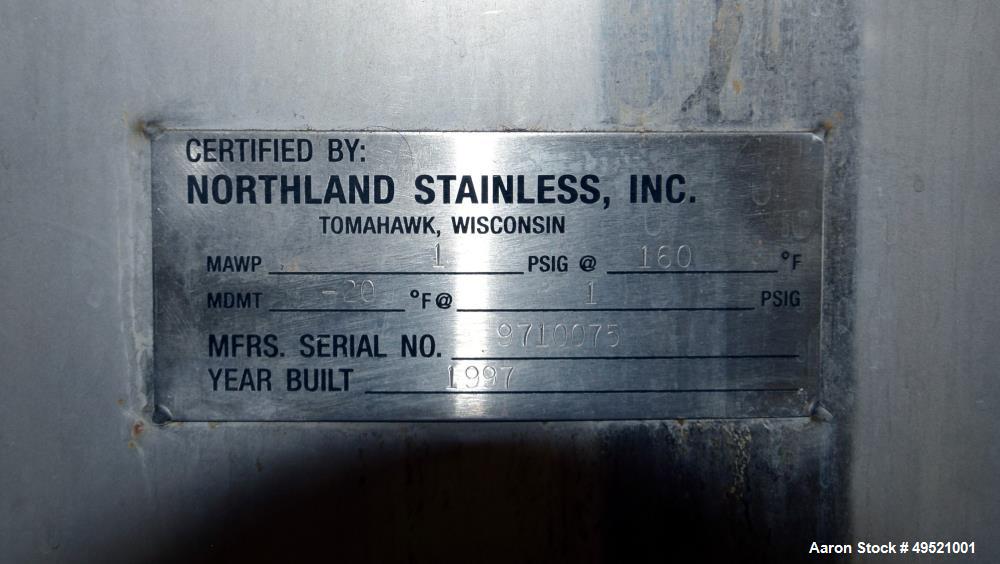 CERTIFIED BY:
NORTHLAND STAINLESS, INC.
TOMAHAWK, WISCONSIN
MAWP 1 PSIG @ 160 °F
MDMT -20 °F @ 1 PSIG
MFRS. SERIAL NO. 9710075
YEAR BUILT 1997
Aaron Stock # 49521001